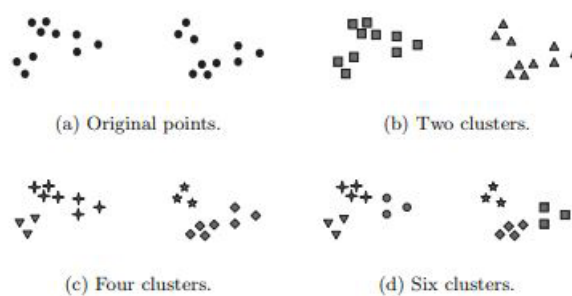 (a) Original points.
(b) Two clusters.
(c) Four clusters.
(d) Six clusters.